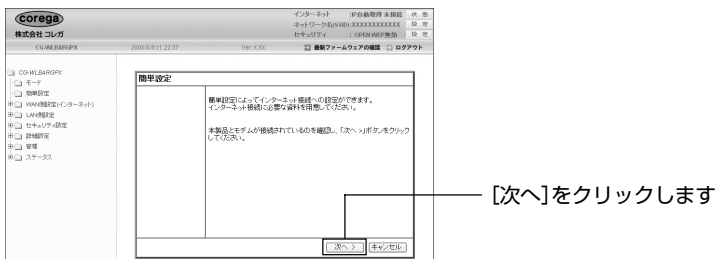 corega
株式会社 コレガ
インターネット :IP自動取得 未接続 状態
ネットワーク名(SSID):XXXXXXXXXXXX 設定
セキュリティ : OPEN WEP無効 設定
CG-WLBARGPX 200X/X/X 11:22:37 Ver. X.XX 最新ファームウェアの確認 ログアウト
CG-WLBARGPX
モード
簡単設定
WAN側設定(インターネット)
LAN側設定
セキュリティ設定
詳細設定
管理
ステータス
簡単設定
簡単設定によってインターネット接続への設定ができます。
インターネット接続に必要な資料を用意してください。
本製品とモデムが接続されているのを確認し、「次へ >」ボタンをクリック
してください。
次へ >
キャンセル
[次へ]をクリックします